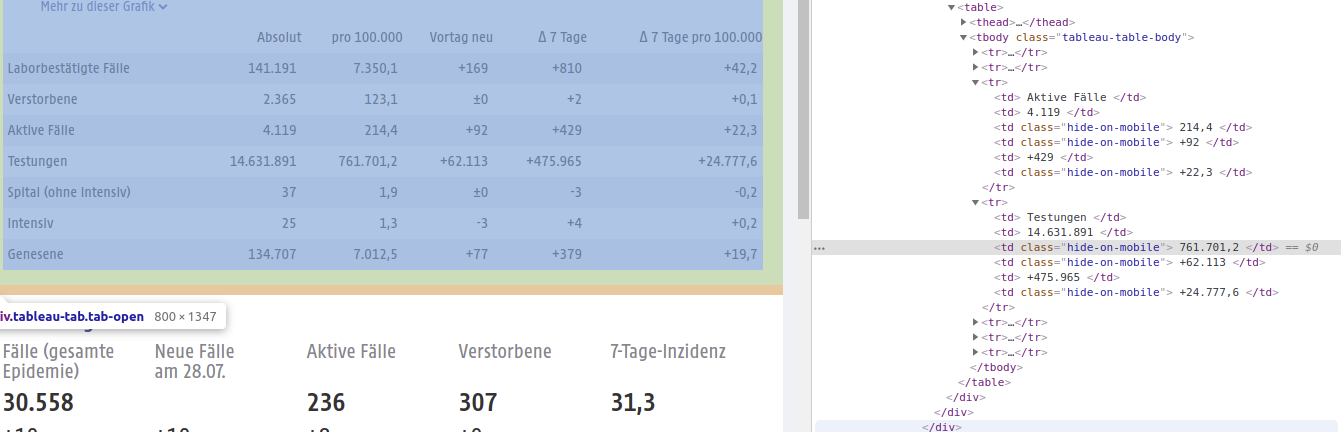 Mehr zu dieser Grafik
Absolut pro 100.000 Vortag neu Δ 7 Tage Δ 7 Tage pro 100.000
Laborbestätigte Fälle 141.191 7.350,1 +169 +810 +42,2
Verstorbene 2.365 123,1 ±0 +2 +0,1
Aktive Fälle 4.119 214,4 +92 +429 +22,3
Testungen 14.631.891 761.701,2 +62.113 +475.965 +24.777,6
Spital (ohne Intensiv) 37 1,9 ±0 -3 -0,2
Intensiv 25 1,3 -3 +4 +0,2
Genesene 134.707 7.012,5 +77 +379 +19,7
iv.tableau-tab.tab-open 800 × 1347
Fälle (gesamte Epidemie) Neue Fälle am 28.07. Aktive Fälle Verstorbene 7-Tage-Inzidenz
30.558 236 307 31,3
<table>
<thead>…</thead>
<tbody class="tableau-table-body">
<tr>…</tr>
<tr>…</tr>
<tr>
<td> Aktive Fälle </td>
<td> 4.119 </td>
<td class="hide-on-mobile"> 214,4 </td>
<td class="hide-on-mobile"> +92 </td>
<td> +429 </td>
<td class="hide-on-mobile"> +22,3 </td>
</tr>
<tr>
<td> Testungen </td>
<td> 14.631.891 </td>
… <td class="hide-on-mobile"> 761.701,2 </td> == $0
<td class="hide-on-mobile"> +62.113 </td>
<td> +475.965 </td>
<td class="hide-on-mobile"> +24.777,6 </td>
</tr>
<tr>…</tr>
<tr>…</tr>
<tr>…</tr>
</tbody>
</table>
</div>
</div>
</div>